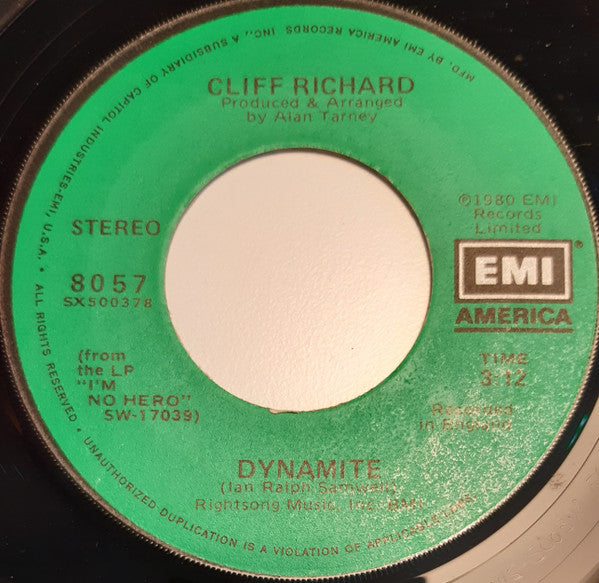 MFD. BY EMI AMERICA RECORDS INC., A SUBSIDIARY OF CAPITOL INDUSTRIES-EMI, U.S.A. • ALL RIGHTS RESERVED. • UNAUTHORIZED DUPLICATION IS A VIOLATION OF APPLICABLE LAWS.
CLIFF RICHARD
Produced & Arranged
by Alan Tarney
STEREO
8057
SX500378
(from
the LP
"I'M
NO HERO"
SW-17039)
℗1980 EMI
Records
Limited
EMI®
AMERICA
TIME
3:12
Recorded
in England
DYNAMITE
(Ian Ralph Samwell)
Rightsong Music, Inc. BMI